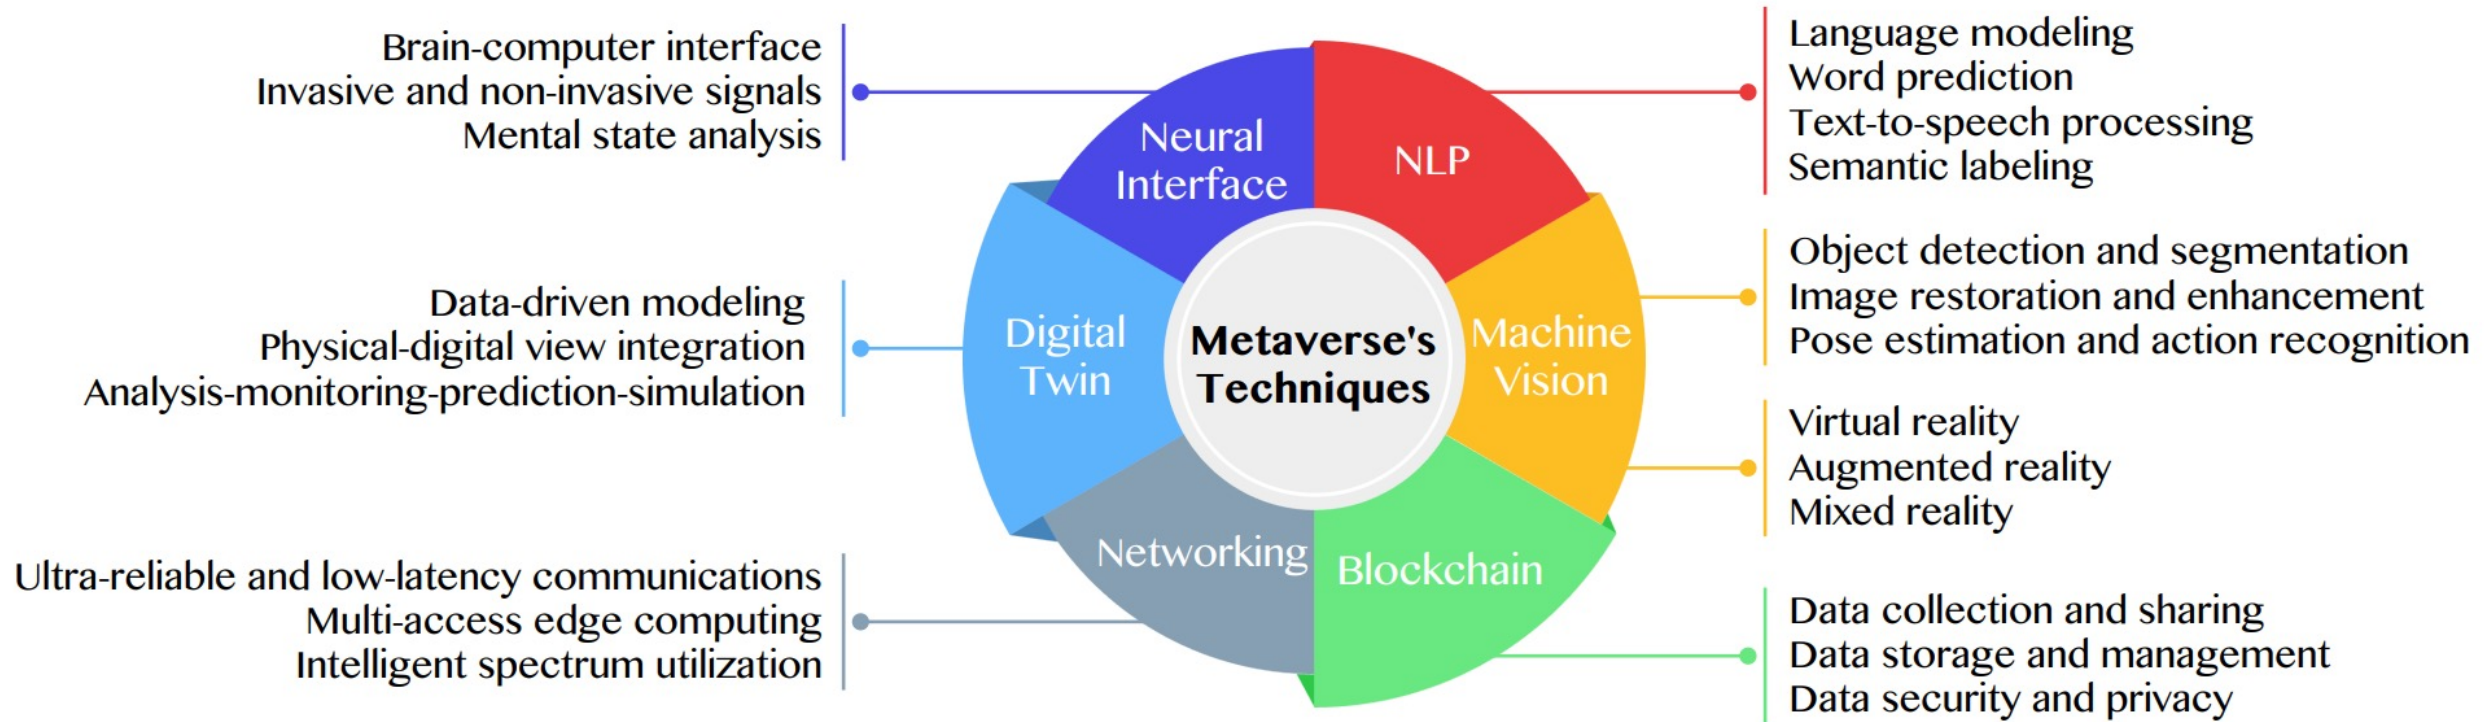 Brain-computer interface
Invasive and non-invasive signals
Mental state analysis
Data-driven modeling
Physical-digital view integration
Analysis-monitoring-prediction-simulation
Ultra-reliable and low-latency communications
Multi-access edge computing
Intelligent spectrum utilization
Neural
Interface
NLP
Digital
Twin
Metaverse's
Techniques
Machine
Vision
Networking
Blockchain
Language modeling
Word prediction
Text-to-speech processing
Semantic labeling
Object detection and segmentation
Image restoration and enhancement
Pose estimation and action recognition
Virtual reality
Augmented reality
Mixed reality
Data collection and sharing
Data storage and management
Data security and privacy